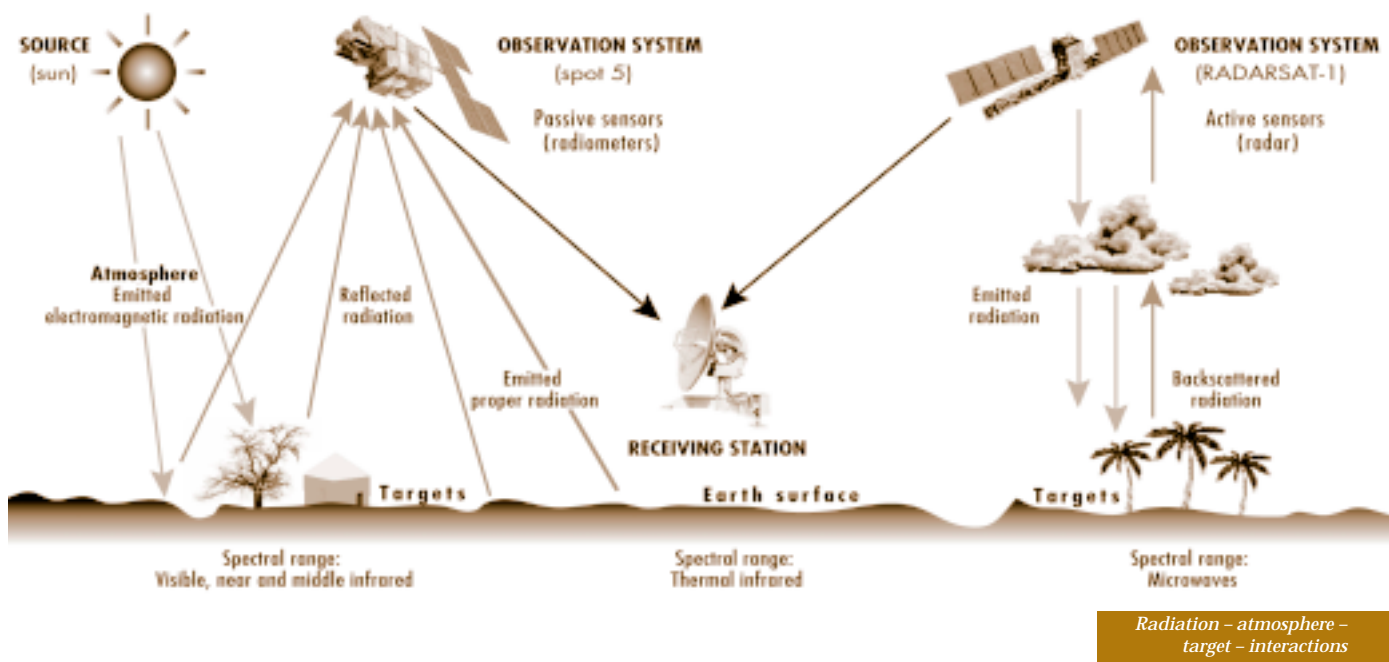 SOURCE
(sun)
OBSERVATION SYSTEM
(spot 5)
Passive sensors
(radiometers)
OBSERVATION SYSTEM
(RADARSAT-1)
Active sensors
(radar)
Atmosphere
Emitted
electromagnetic radiation
Reflected
radiation
Emitted
proper radiation
Emitted
radiation
Backscattered
radiation
RECEIVING STATION
Targets
Earth surface
Targets
Spectral range:
Visible, near and middle infrared
Spectral range:
Thermal infrared
Spectral range:
Microwaves
Radiation – atmosphere –
target – interactions